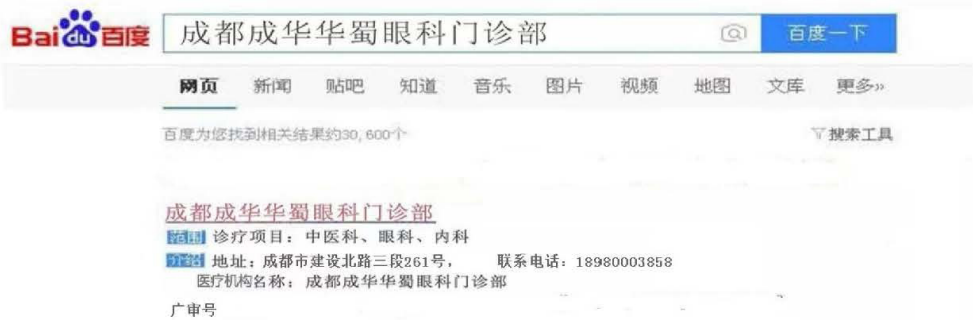 Bai du 百度 成都成华华蜀眼科门诊部 百度一下
网页 新闻 贴吧 知道 音乐 图片 视频 地图 文库 更多»
百度为您找到相关结果约30,600个 搜索工具
成都成华华蜀眼科门诊部
范围 诊疗项目：中医科、眼科、内科
介绍 地址：成都市建设北路三段261号， 联系电话：18980003858
医疗机构名称：成都成华华蜀眼科门诊部
广审号